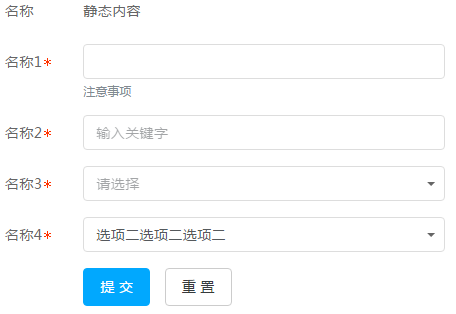 名称 静态内容
名称1*
注意事项
名称2* 输入关键字
名称3* 请选择
名称4* 选项二选项二选项二
提 交 重 置